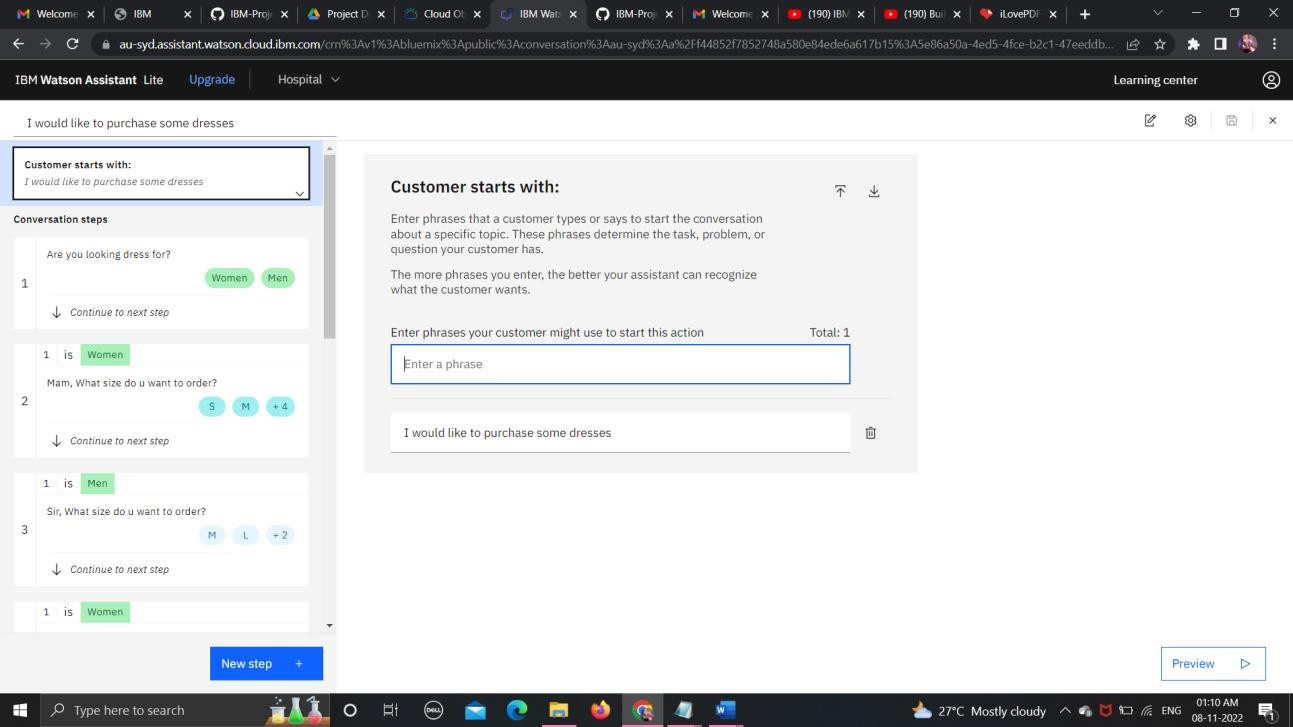 Welcome
IBM
IBM-Proje
Project De
Cloud Ob
IBM Wats
IBM-Proje
Welcome
(190) IBM
(190) Buil
iLovePDF
au-syd.assistant.watson.cloud.ibm.com/crn%3Av1%3Abluemix%3Apublic%3Aconversation%3Aau-syd%3Aa%2Ff44852f7852748a580e84ede6a617b15%3A5e86a50a-4ed5-4fce-b2c1-47eeddb...
IBM Watson Assistant Lite
Upgrade
Hospital
Learning center
I would like to purchase some dresses
Customer starts with:
I would like to purchase some dresses
Conversation steps
1
Are you looking dress for?
Women Men
Continue to next step
2
1 is Women
Mam, What size do u want to order?
S M + 4
Continue to next step
3
1 is Men
Sir, What size do u want to order?
M L + 2
Continue to next step
1 is Women
New step +
Customer starts with:
Enter phrases that a customer types or says to start the conversation
about a specific topic. These phrases determine the task, problem, or
question your customer has.
The more phrases you enter, the better your assistant can recognize
what the customer wants.
Enter phrases your customer might use to start this action
Total: 1
Enter a phrase
I would like to purchase some dresses
Preview
Type here to search
DELL
27°C Mostly cloudy
ENG
01:10 AM
08-11-2022
1